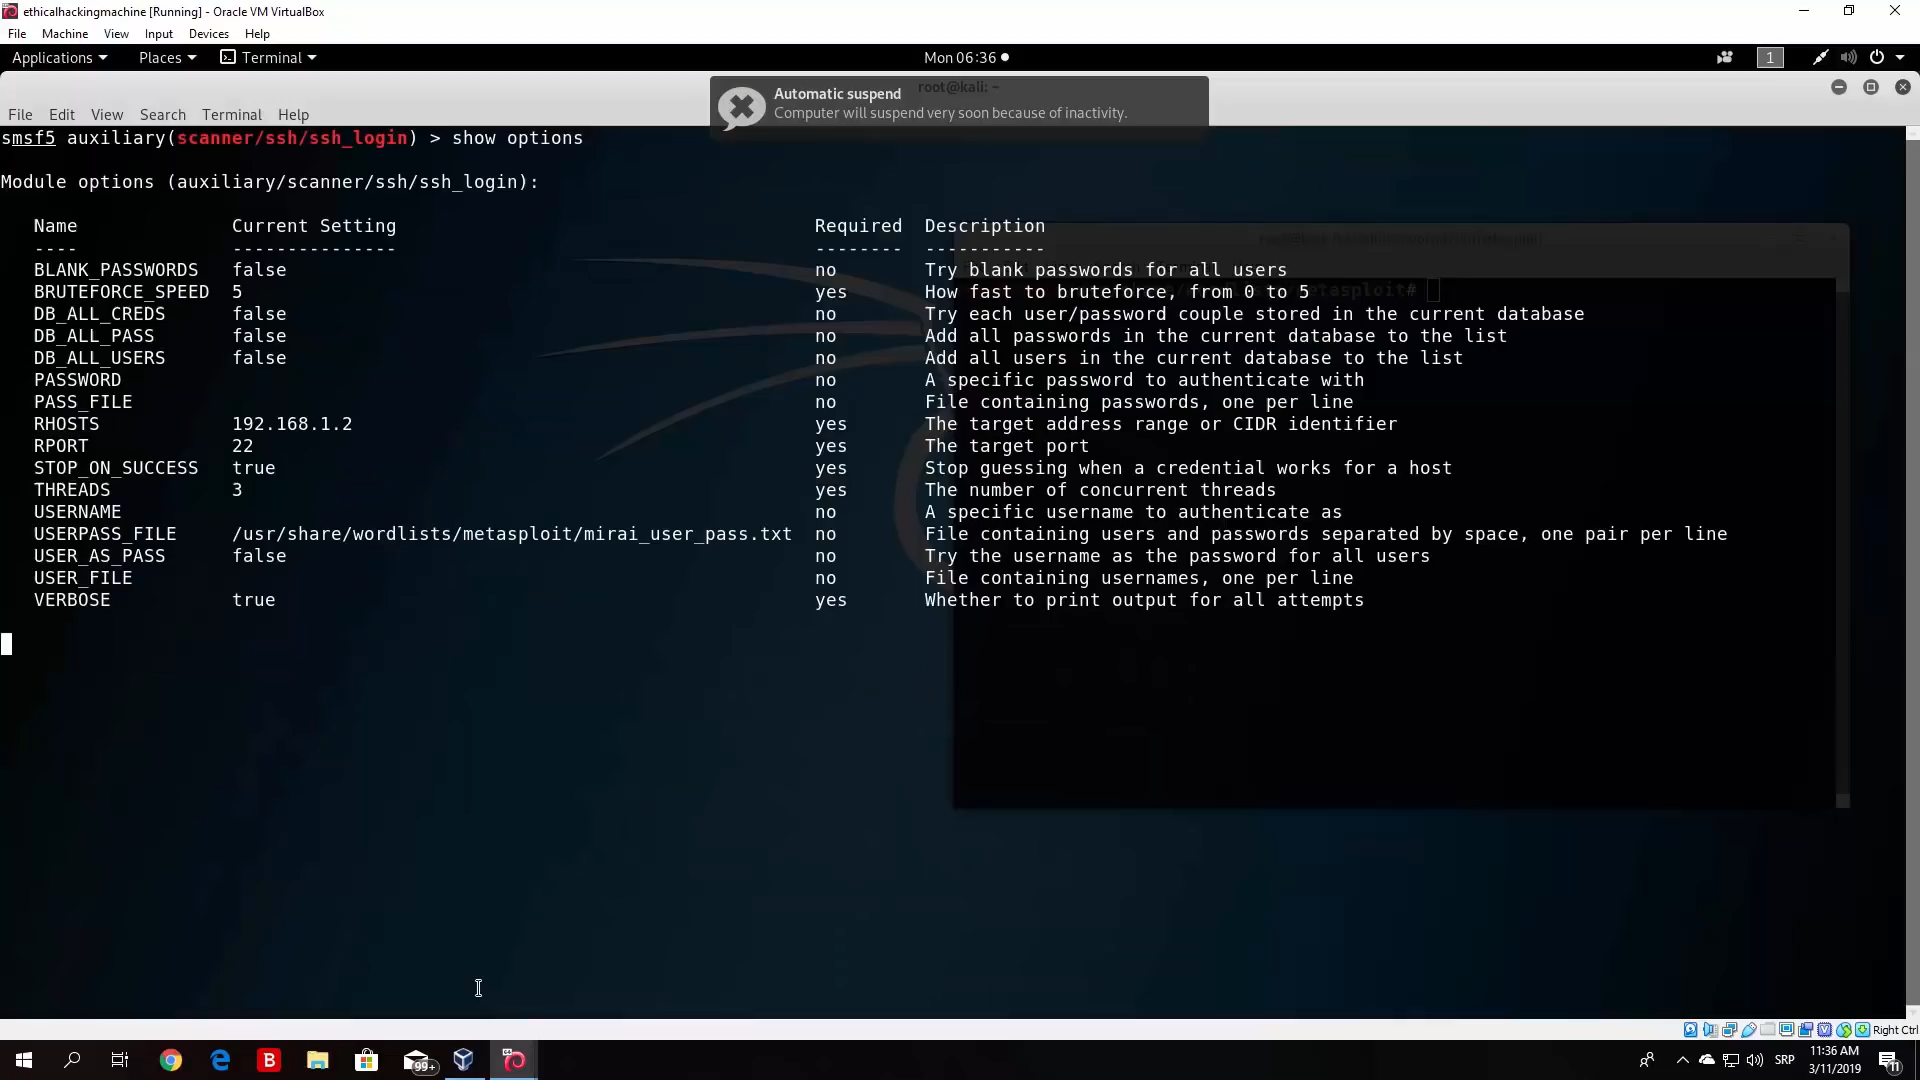 ethicalhackingmachine [Running] - Oracle VM VirtualBox
File Machine View Input Devices Help
Applications Places Terminal Mon 06:36 1
root@kali: ~
Automatic suspend
Computer will suspend very soon because of inactivity.
File Edit View Search Terminal Help
smsf5 auxiliary(scanner/ssh/ssh_login) > show options
Module options (auxiliary/scanner/ssh/ssh_login):
Name Current Setting Required Description
---- --------------- -------- -----------
BLANK_PASSWORDS false no Try blank passwords for all users
BRUTEFORCE_SPEED 5 yes How fast to bruteforce, from 0 to 5
DB_ALL_CREDS false no Try each user/password couple stored in the current database
DB_ALL_PASS false no Add all passwords in the current database to the list
DB_ALL_USERS false no Add all users in the current database to the list
PASSWORD no A specific password to authenticate with
PASS_FILE no File containing passwords, one per line
RHOSTS 192.168.1.2 yes The target address range or CIDR identifier
RPORT 22 yes The target port
STOP_ON_SUCCESS true yes Stop guessing when a credential works for a host
THREADS 3 yes The number of concurrent threads
USERNAME no A specific username to authenticate as
USERPASS_FILE /usr/share/wordlists/metasploit/mirai_user_pass.txt no File containing users and passwords separated by space, one pair per line
USER_AS_PASS false no Try the username as the password for all users
USER_FILE no File containing usernames, one per line
VERBOSE true yes Whether to print output for all attempts
Right Ctrl
99+
SRP
11:36 AM
3/11/2019
11